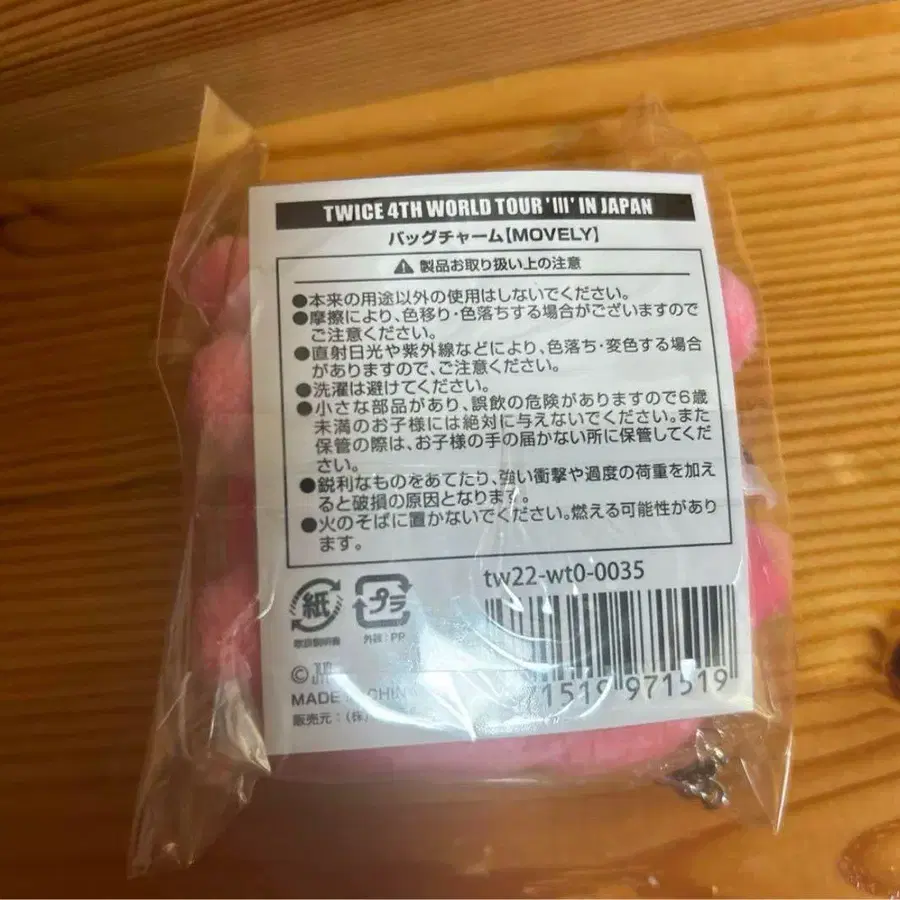 TWICE 4TH WORLD TOUR 'III' IN JAPAN
バッグチャーム【MOVELY】
製品お取り扱い上の注意
●本来の用途以外の使用はしないでください。
●摩擦により、色移り・色落ちする場合がございますので
ご注意ください。
●直射日光や紫外線などにより、色落ち・変色する場合
がありますので、ご注意ください。
●洗濯は避けてください。
●小さな部品があり、誤飲の危険がありますので6歳
未満のお子様には絶対に与えないでください。また
保管の際は、お子様の手の届かない所に保管してくだ
さい。
●鋭利なものをあてたり、強い衝撃や過度の荷重を加え
ると破損の原因となります。
●火のそばに置かないでください。燃える可能性があり
ます。
tw22-wt0-0035
紙 プラ
取扱説明書 外袋：PP
1519 971519
© JYP
MADE IN CHIN
販売元：(株)